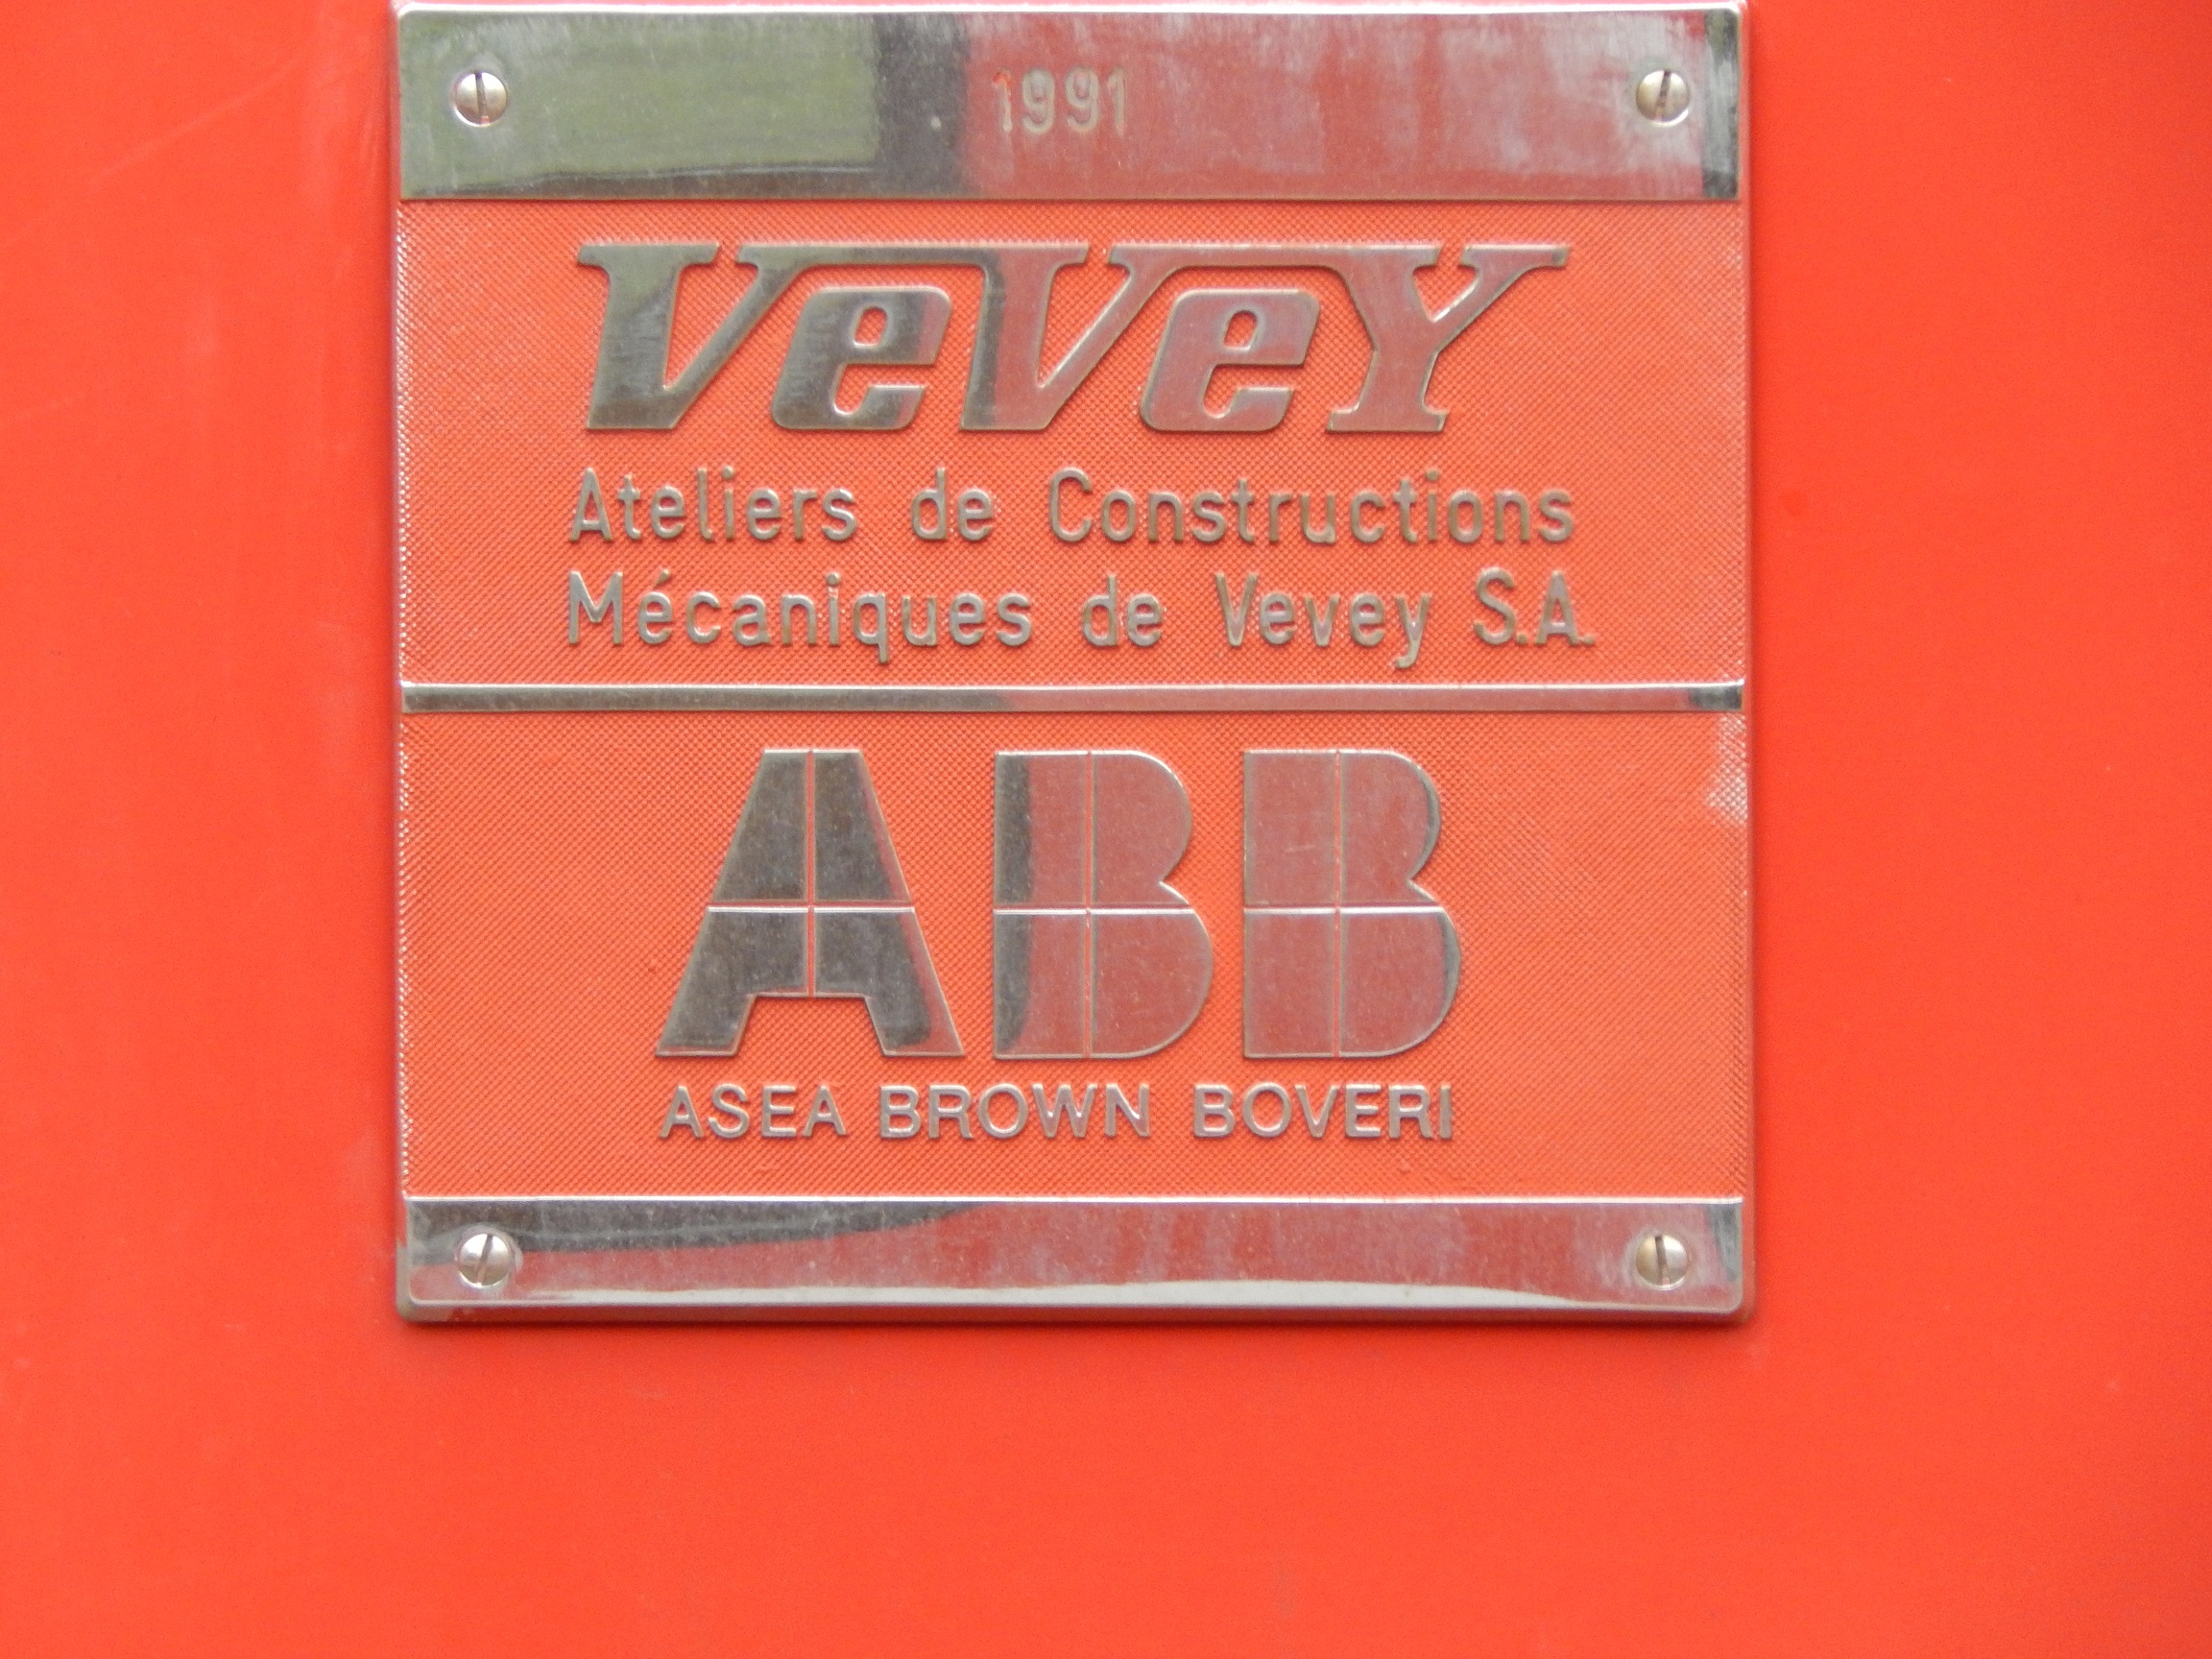 1991
VeVeY
Ateliers de Constructions
Mécaniques de Vevey S.A.
ABB
ASEA BROWN BOVERI